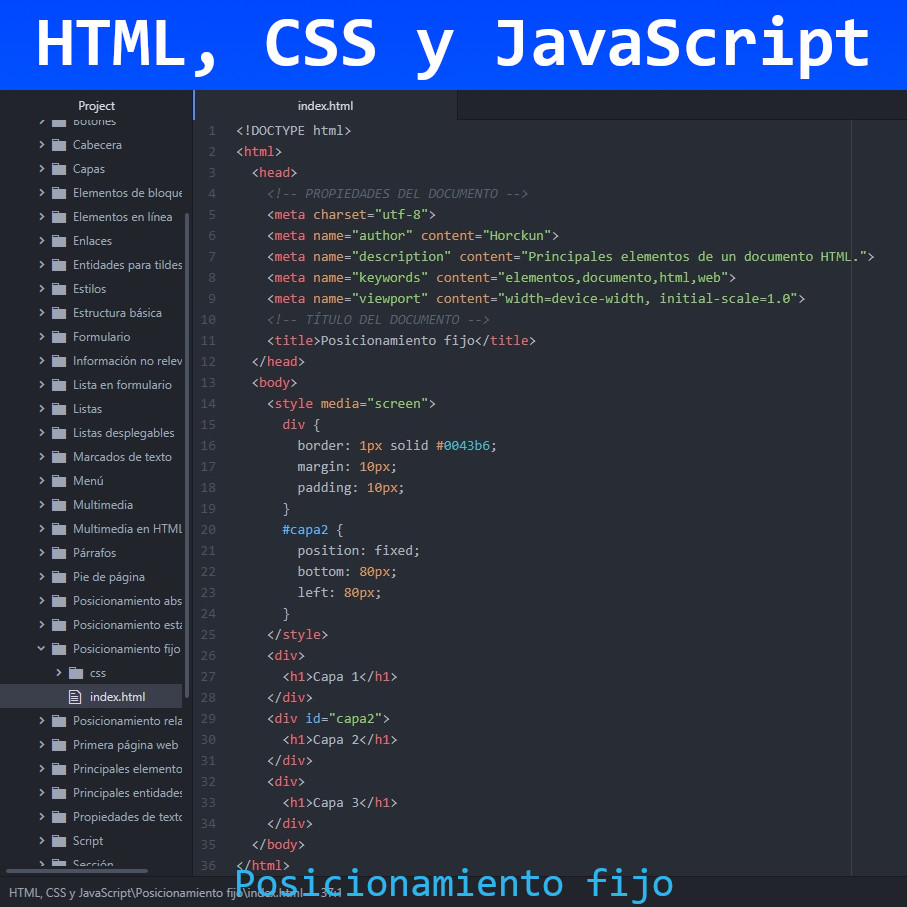 HTML, CSS y JavaScript
Project
index.html
Botones
Cabecera
Capas
Elementos de bloque
Elementos en línea
Enlaces
Entidades para tildes
Estilos
Estructura básica
Formulario
Información no relev
Lista en formulario
Listas
Listas desplegables
Marcados de texto
Menú
Multimedia
Multimedia en HTML
Párrafos
Pie de página
Posicionamiento abs
Posicionamiento está
Posicionamiento fijo
css
index.html
Posicionamiento rela
Primera página web
Principales elemento
Principales entidades
Propiedades de texto
Script
Sección
1 <!DOCTYPE html>
2 <html>
3 <head>
4 <!-- PROPIEDADES DEL DOCUMENTO -->
5 <meta charset="utf-8">
6 <meta name="author" content="Horckun">
7 <meta name="description" content="Principales elementos de un documento HTML.">
8 <meta name="keywords" content="elementos,documento,html,web">
9 <meta name="viewport" content="width=device-width, initial-scale=1.0">
10 <!-- TÍTULO DEL DOCUMENTO -->
11 <title>Posicionamiento fijo</title>
12 </head>
13 <body>
14 <style media="screen">
15 div {
16 border: 1px solid #0043b6;
17 margin: 10px;
18 padding: 10px;
19 }
20 #capa2 {
21 position: fixed;
22 bottom: 80px;
23 left: 80px;
24 }
25 </style>
26 <div>
27 <h1>Capa 1</h1>
28 </div>
29 <div id="capa2">
30 <h1>Capa 2</h1>
31 </div>
32 <div>
33 <h1>Capa 3</h1>
34 </div>
35 </body>
36 </html>
HTML, CSS y JavaScript\Posicionamiento fijo\index.html 37:1
Posicionamiento fijo